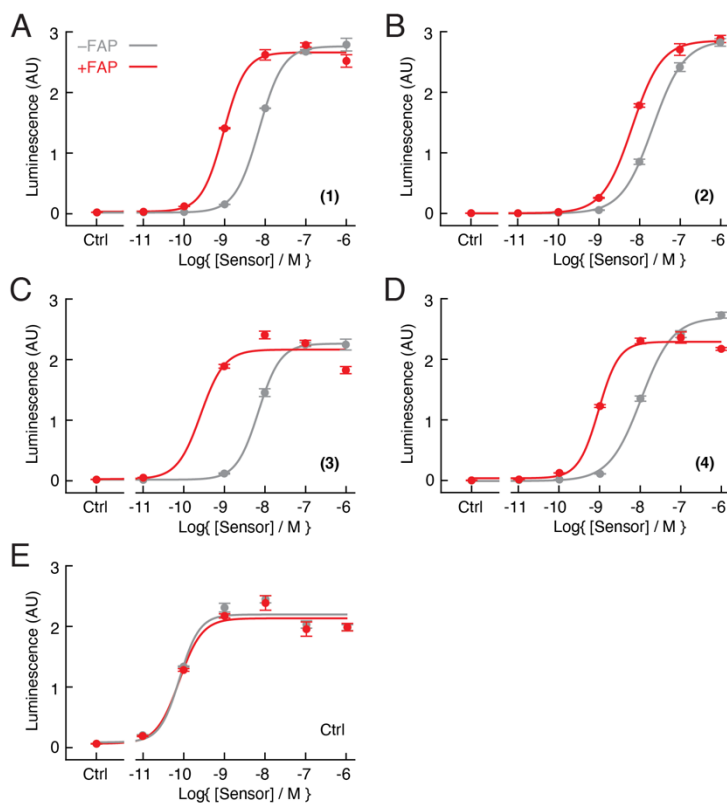 A
B
–FAP
+FAP
Luminescence (AU)
3
2
1
0
(1)
Ctrl -11 -10 -9 -8 -7 -6
Log{ [Sensor] / M }
Luminescence (AU)
3
2
1
0
(2)
Ctrl -11 -10 -9 -8 -7 -6
Log{ [Sensor] / M }
C
D
Luminescence (AU)
3
2
1
0
(3)
Ctrl -11 -10 -9 -8 -7 -6
Log{ [Sensor] / M }
Luminescence (AU)
3
2
1
0
(4)
Ctrl -11 -10 -9 -8 -7 -6
Log{ [Sensor] / M }
E
Luminescence (AU)
3
2
1
0
Ctrl
Ctrl -11 -10 -9 -8 -7 -6
Log{ [Sensor] / M }